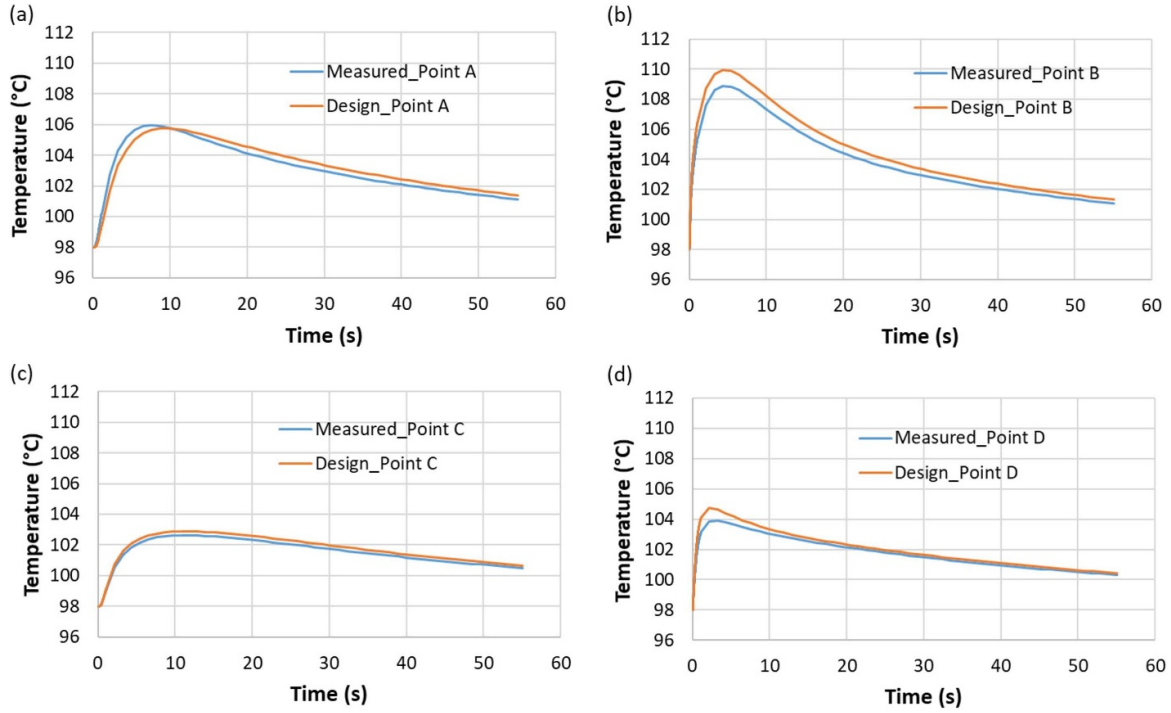 (a)
112
110
108
106
104
102
100
98
96
Temperature (°C)
Measured_Point A
Design_Point A
0 10 20 30 40 50 60
Time (s)
(b)
112
110
108
106
104
102
100
98
96
Temperature (°C)
Measured_Point B
Design_Point B
0 10 20 30 40 50 60
Time (s)
(c)
112
110
108
106
104
102
100
98
96
Temperature (°C)
Measured_Point C
Design_Point C
0 10 20 30 40 50 60
Time (s)
(d)
112
110
108
106
104
102
100
98
96
Temperature (°C)
Measured_Point D
Design_Point D
0 10 20 30 40 50 60
Time (s)